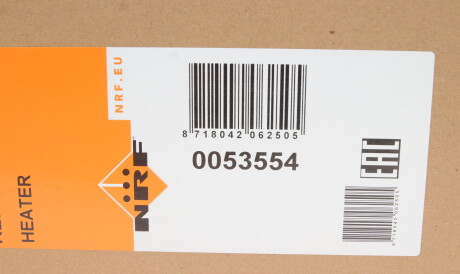 NRF.EU
8 718042 062505
0053554
NRF
EAC
HEATER